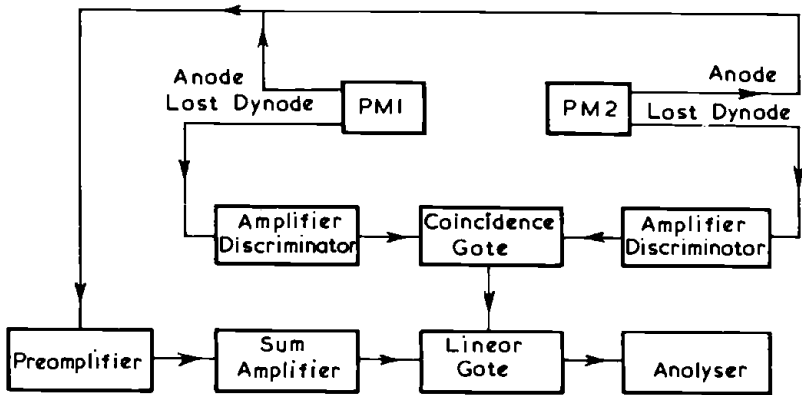 Anode
Lost Dynode
PM1
PM2
Anode
Lost Dynode
Amplifier
Discriminator
Coincidence
Gote
Amplifier
Discriminotor
Preomplifier
Sum
Amplifier
Lineor
Gote
Anolyser